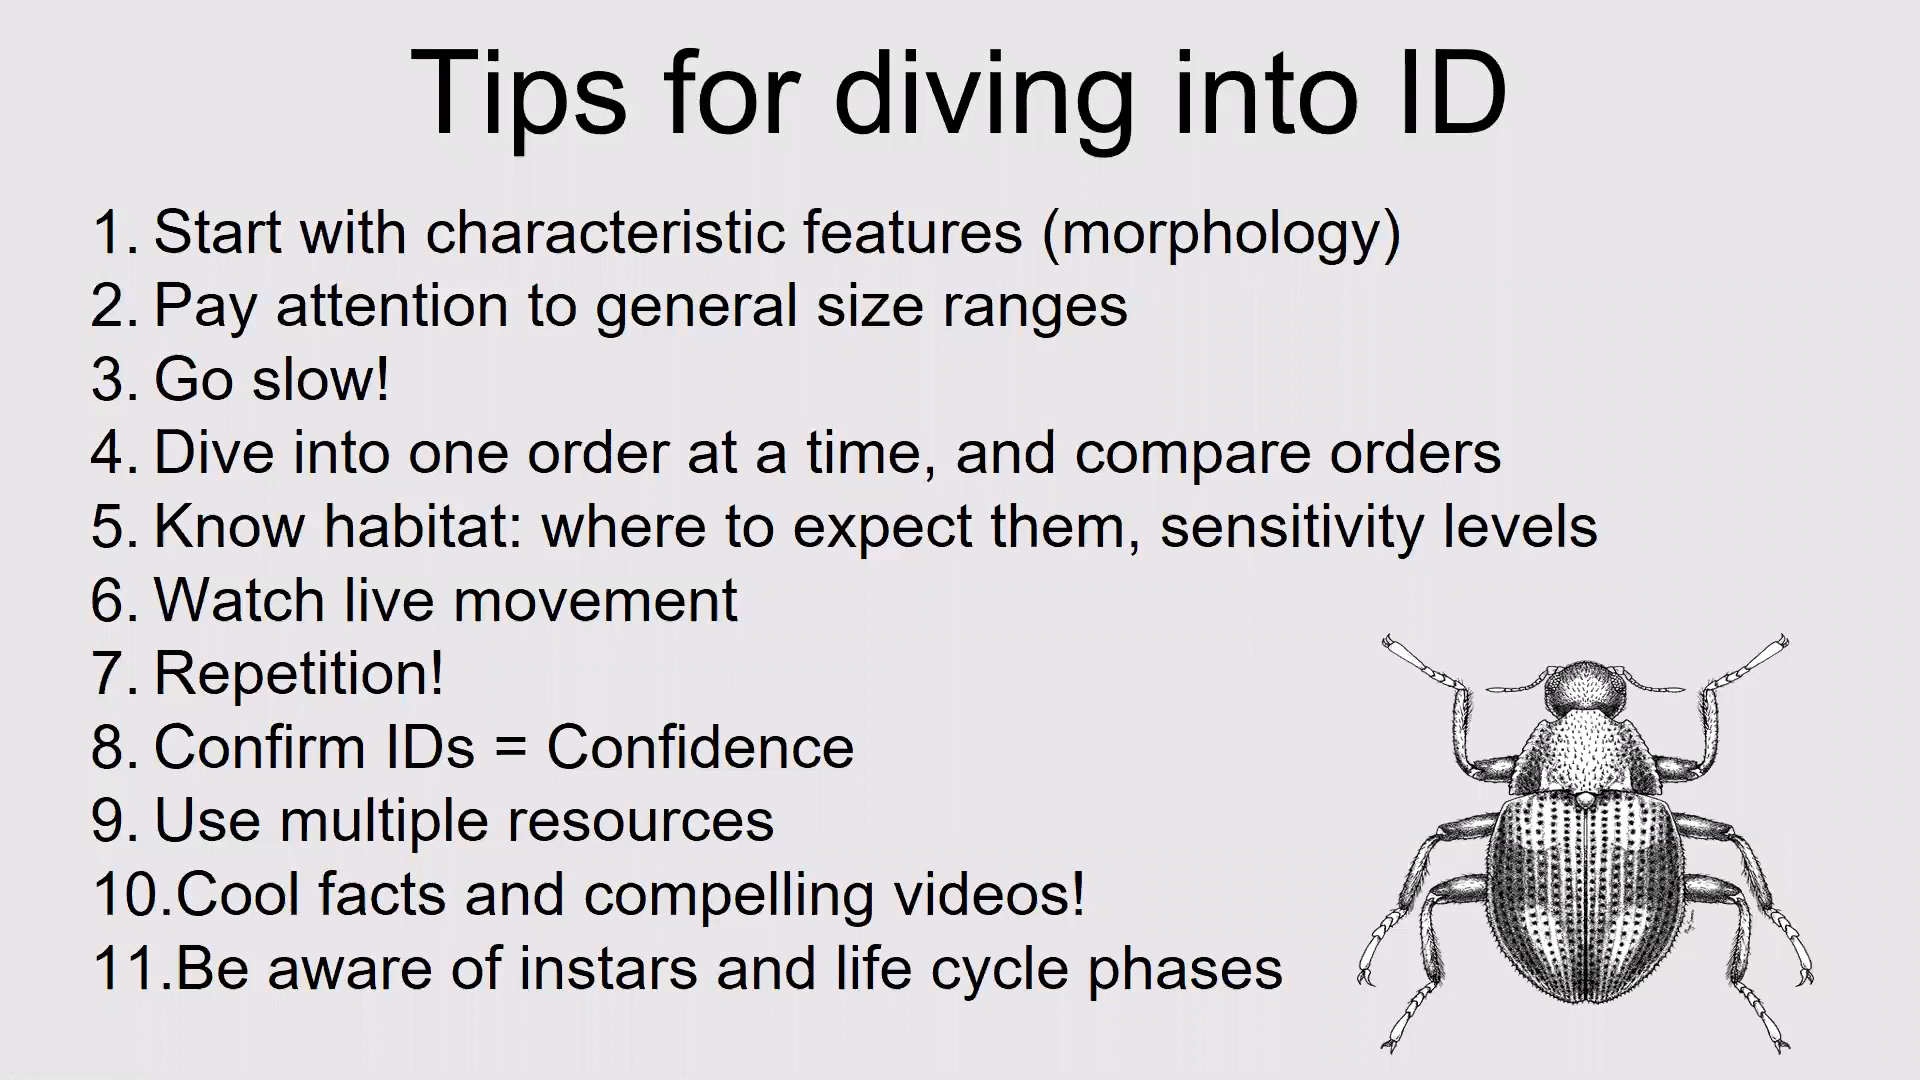 Tips for diving into ID
1. Start with characteristic features (morphology)
2. Pay attention to general size ranges
3. Go slow!
4. Dive into one order at a time, and compare orders
5. Know habitat: where to expect them, sensitivity levels
6. Watch live movement
7. Repetition!
8. Confirm IDs = Confidence
9. Use multiple resources
10.Cool facts and compelling videos!
11.Be aware of instars and life cycle phases